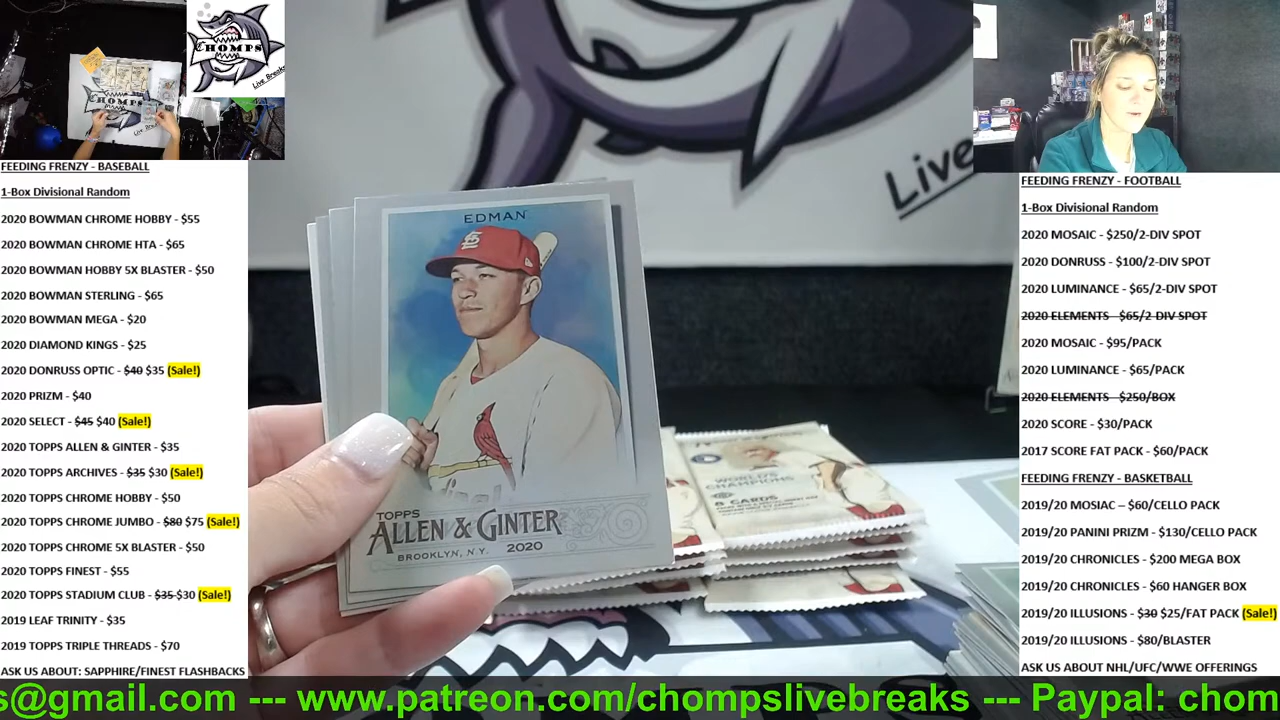 CHOMPS
Live Breaks
CHOMPS
FEEDING FRENZY - BASEBALL
1-Box Divisional Random
2020 BOWMAN CHROME HOBBY - $55
2020 BOWMAN CHROME HTA - $65
2020 BOWMAN HOBBY 5X BLASTER - $50
2020 BOWMAN STERLING - $65
2020 BOWMAN MEGA - $20
2020 DIAMOND KINGS - $25
2020 DONRUSS OPTIC - $40 $35 (Sale!)
2020 PRIZM - $40
2020 SELECT - $45 $40 (Sale!)
2020 TOPPS ALLEN & GINTER - $35
2020 TOPPS ARCHIVES - $35 $30 (Sale!)
2020 TOPPS CHROME HOBBY - $50
2020 TOPPS CHROME JUMBO - $80 $75 (Sale!)
2020 TOPPS CHROME 5X BLASTER - $50
2020 TOPPS FINEST - $55
2020 TOPPS STADIUM CLUB - $35 $30 (Sale!)
2019 LEAF TRINITY - $35
2019 TOPPS TRIPLE THREADS - $70
ASK US ABOUT: SAPPHIRE/FINEST FLASHBACKS
Live
EDMAN
TOPPS
ALLEN & GINTER
BROOKLYN, N.Y. 2020
WORLD'S
CHAMPIONS
8 CARDS
FEEDING FRENZY - FOOTBALL
1-Box Divisional Random
2020 MOSAIC - $250/2-DIV SPOT
2020 DONRUSS - $100/2-DIV SPOT
2020 LUMINANCE - $65/2-DIV SPOT
2020 ELEMENTS - $65/2-DIV SPOT
2020 MOSAIC - $95/PACK
2020 LUMINANCE - $65/PACK
2020 ELEMENTS - $250/BOX
2020 SCORE - $30/PACK
2017 SCORE FAT PACK - $60/PACK
FEEDING FRENZY - BASKETBALL
2019/20 MOSIAC – $60/CELLO PACK
2019/20 PANINI PRIZM - $130/CELLO PACK
2019/20 CHRONICLES - $200 MEGA BOX
2019/20 CHRONICLES - $60 HANGER BOX
2019/20 ILLUSIONS - $30 $25/FAT PACK (Sale!)
2019/20 ILLUSIONS - $80/BLASTER
ASK US ABOUT NHL/UFC/WWE OFFERINGS
s@gmail.com --- www.patreon.com/chompslivebreaks --- Paypal: chom